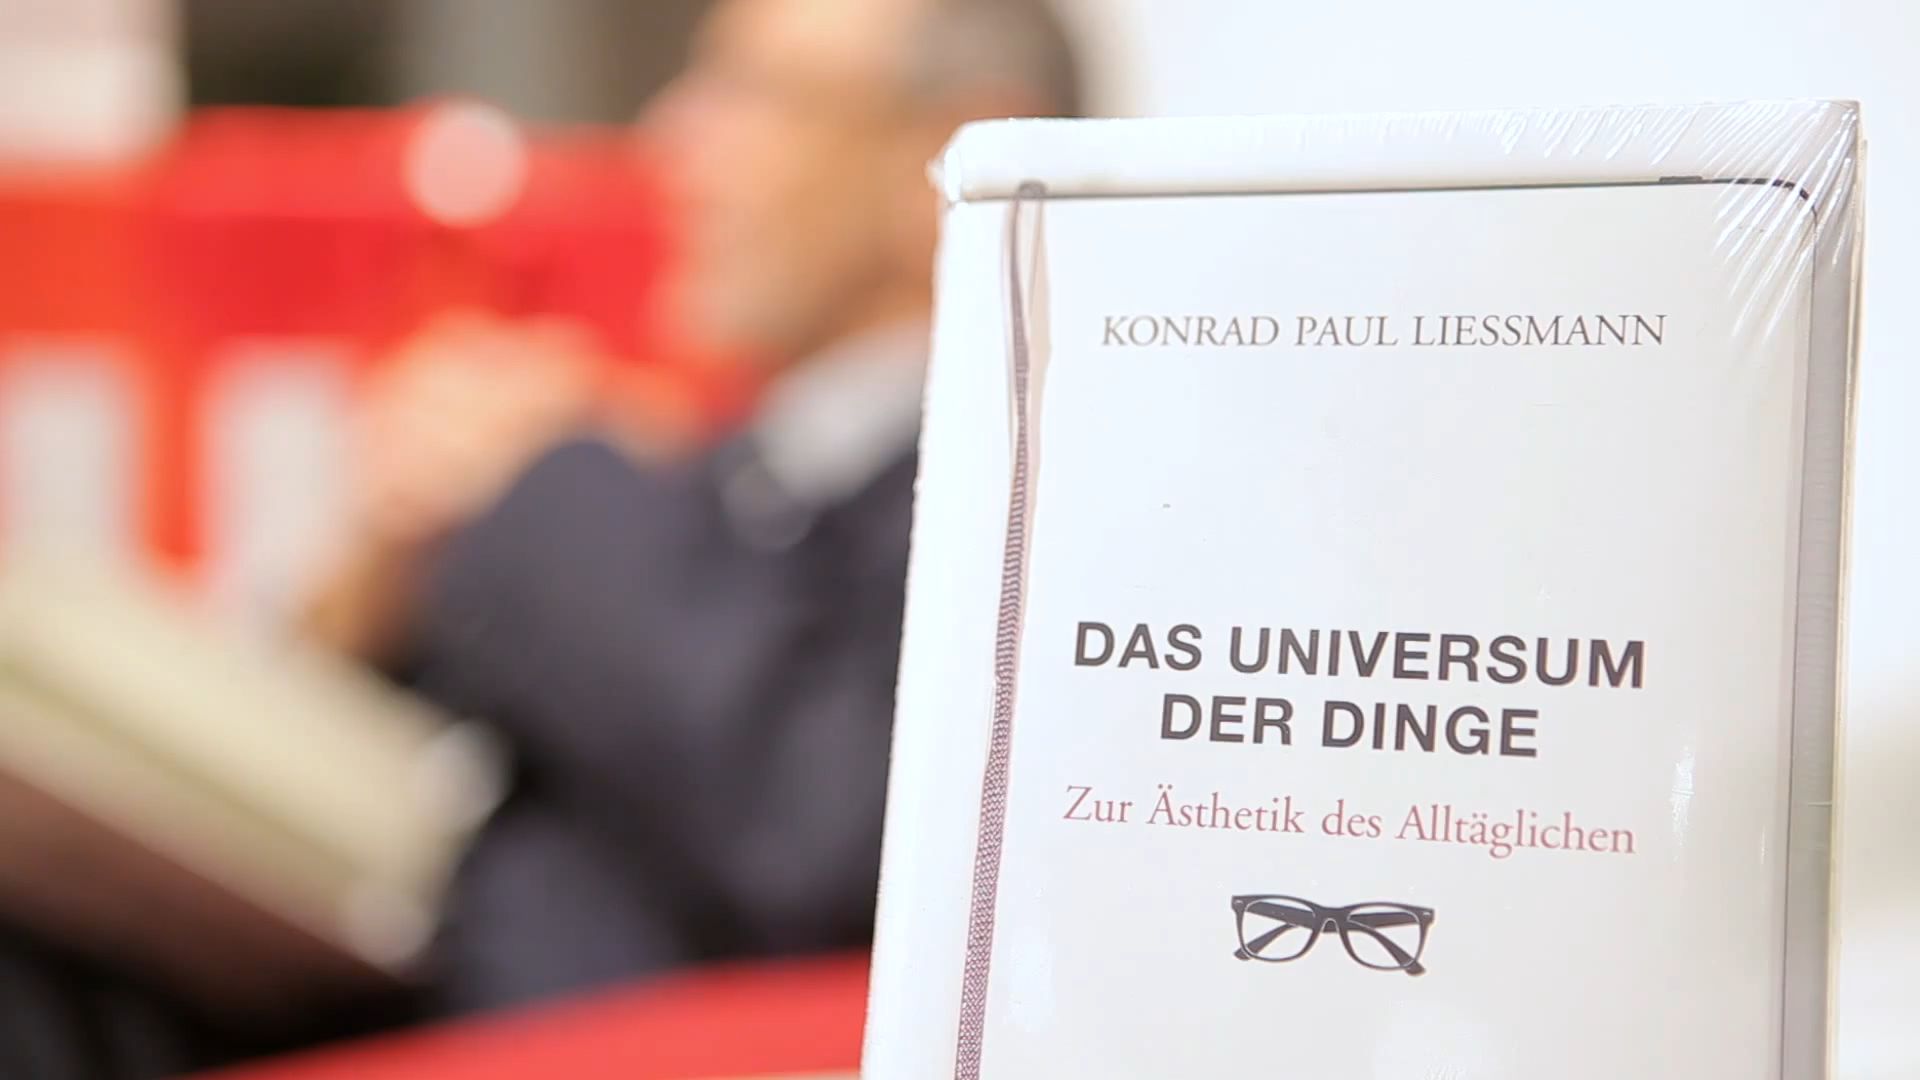 KONRAD PAUL LIESSMANN
DAS UNIVERSUM
DER DINGE
Zur Ästhetik des Alltäglichen